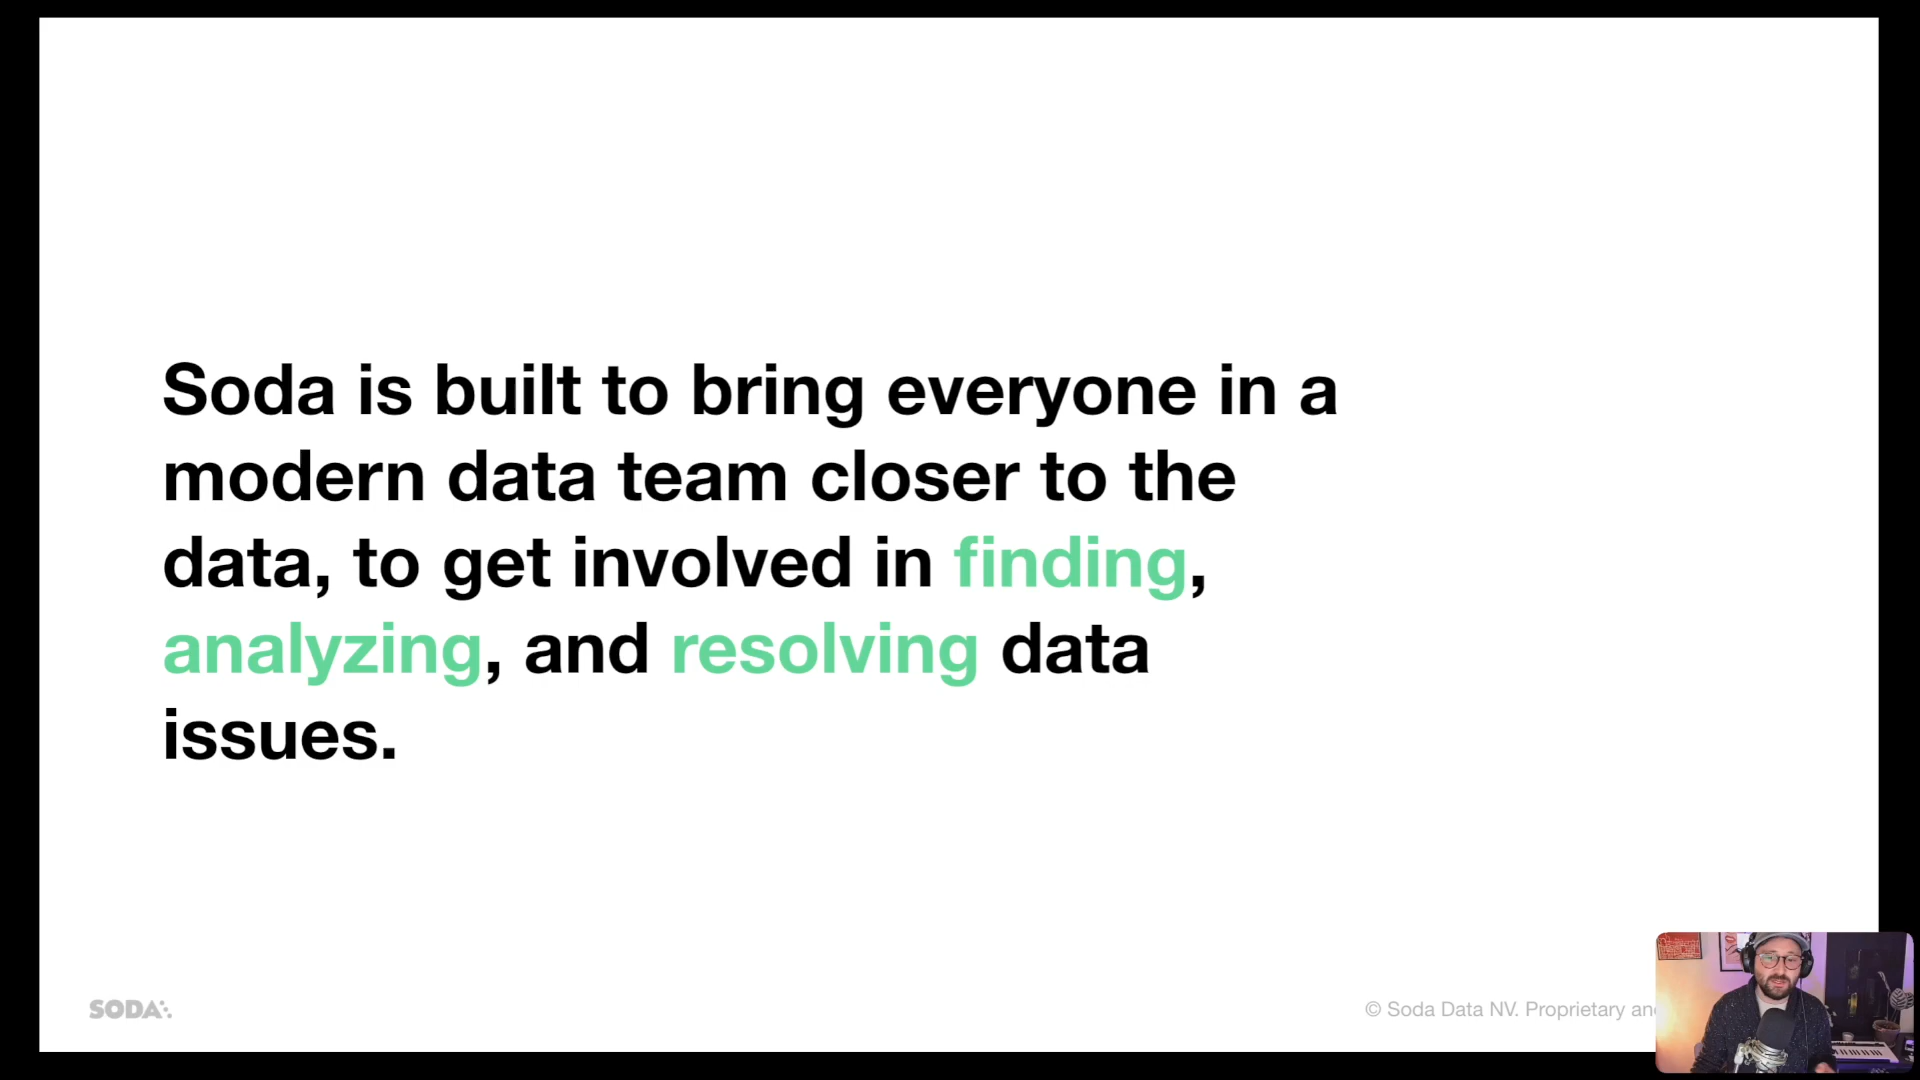 Soda is built to bring everyone in a
modern data team closer to the
data, to get involved in finding,
analyzing, and resolving data
issues.
SODA
© Soda Data NV. Proprietary